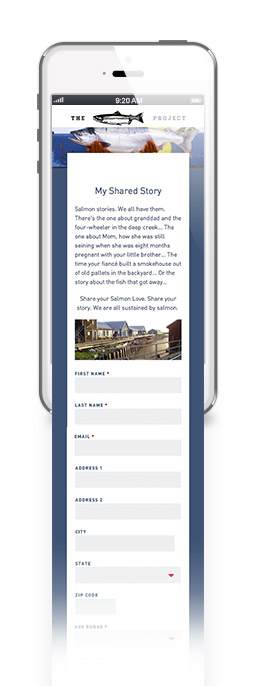 9:20 AM
THE PROJECT
My Shared Story
Salmon stories. We all have them.
There's the one about granddad and the
four-wheeler in the deep creek... The
one about Mom, how she was still
seining when she was eight months
pregnant with your little brother... The
time your fiancé built a smokehouse out
of old pallets in the backyard... Or the
story about the fish that got away...
Share your Salmon Love. Share your
story. We are all sustained by salmon.
FIRST NAME *
LAST NAME *
EMAIL *
ADDRESS 1
ADDRESS 2
CITY
STATE
ZIP CODE
AGE RANGE *